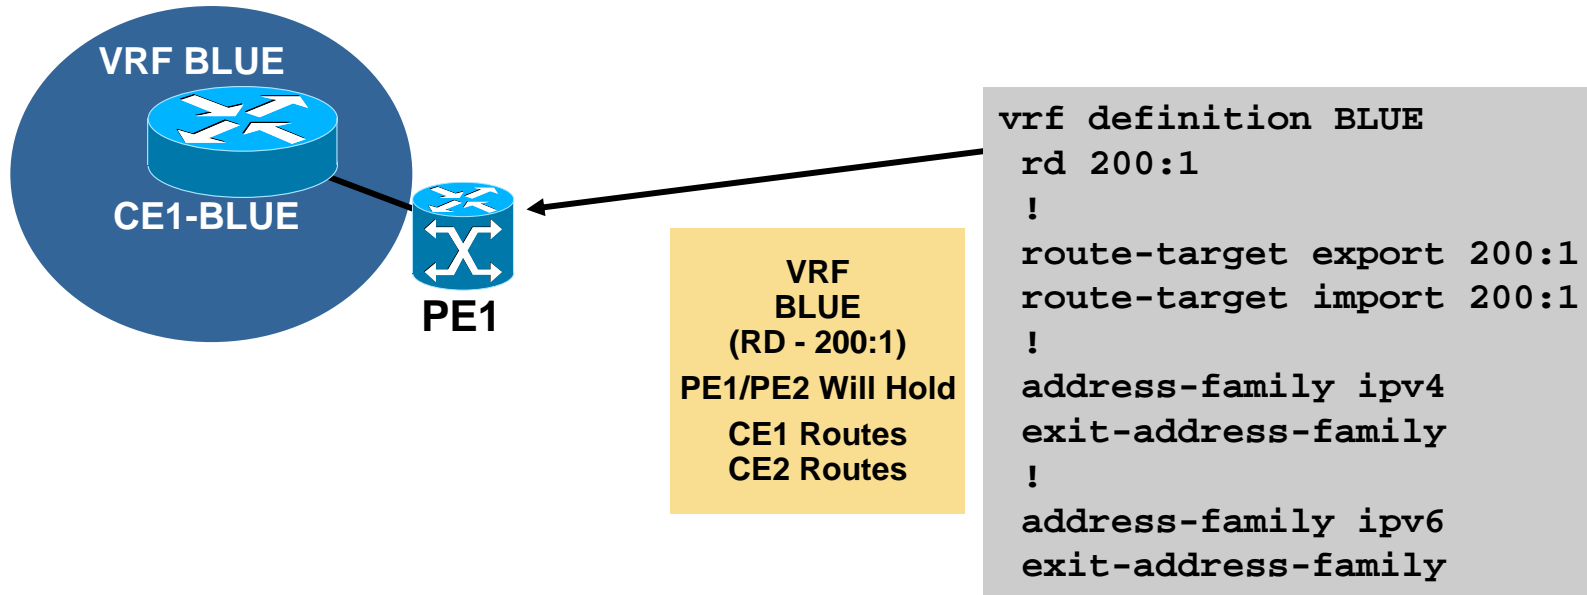 VRF BLUE
CE1-BLUE
PE1
VRF
BLUE
(RD - 200:1)
PE1/PE2 Will Hold
CE1 Routes
CE2 Routes
vrf definition BLUE
rd 200:1
!
route-target export 200:1
route-target import 200:1
!
address-family ipv4
exit-address-family
!
address-family ipv6
exit-address-family